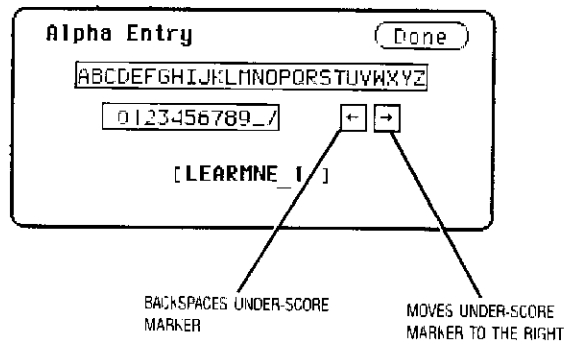 Alpha Entry
Done
ABCDEFGHIJKLMNOPQRSTUVWXYZ
0123456789_/
← →
[LEARMNE_1 ]
BACKSPACES UNDER-SCORE
MARKER
MOVES UNDER-SCORE
MARKER TO THE RIGHT